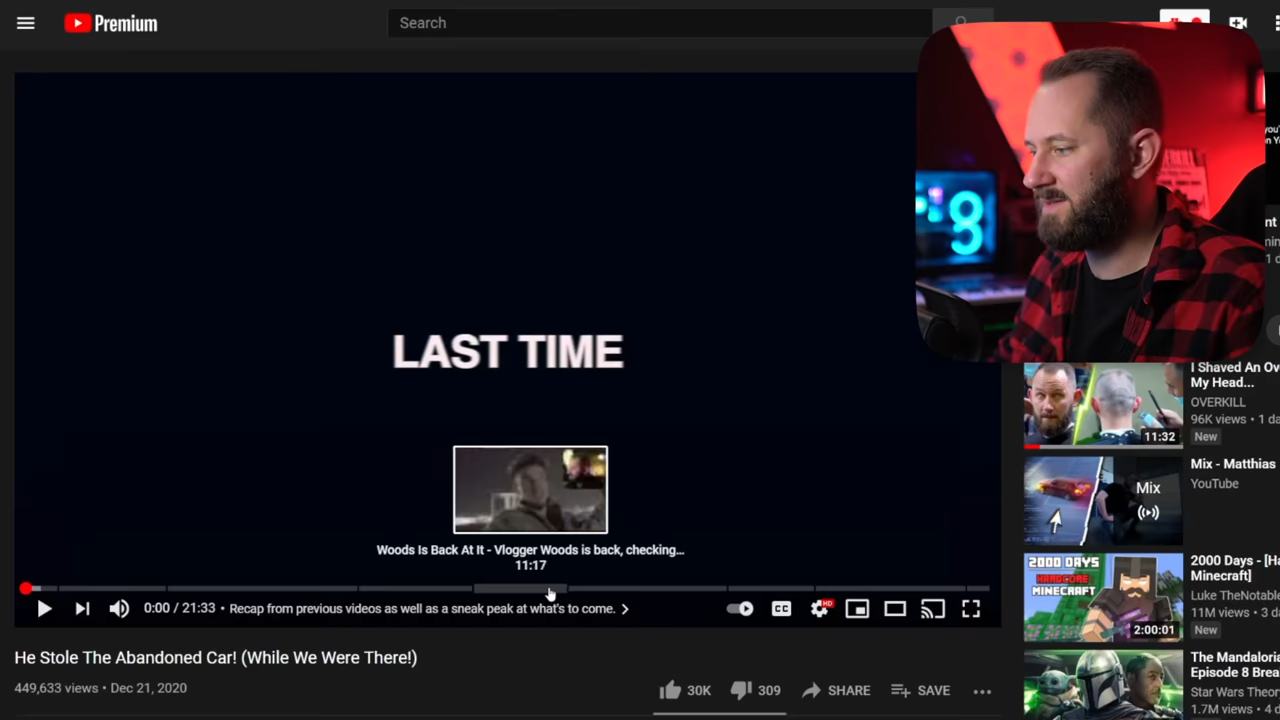 Premium
Search
LAST TIME
Woods Is Back At It - Vlogger Woods is back, checking...
11:17
0:00 / 21:33 • Recap from previous videos as well as a sneak peak at what's to come.
CC
HD
He Stole The Abandoned Car! (While We Were There!)
449,633 views • Dec 21, 2020
30K
309
SHARE
SAVE
I Shaved An Ov
My Head...
OVERKILL
96K views • 1 da
New
11:32
Mix - Matthias
YouTube
Mix
2000 DAYS
HARDCORE
MINECRAFT
2:00:01
2000 Days - [Ha
Minecraft]
Luke TheNotable
11M views • 3 d
New
The Mandaloria
Episode 8 Brea
Star Wars Theor
1.7M views • 4 d